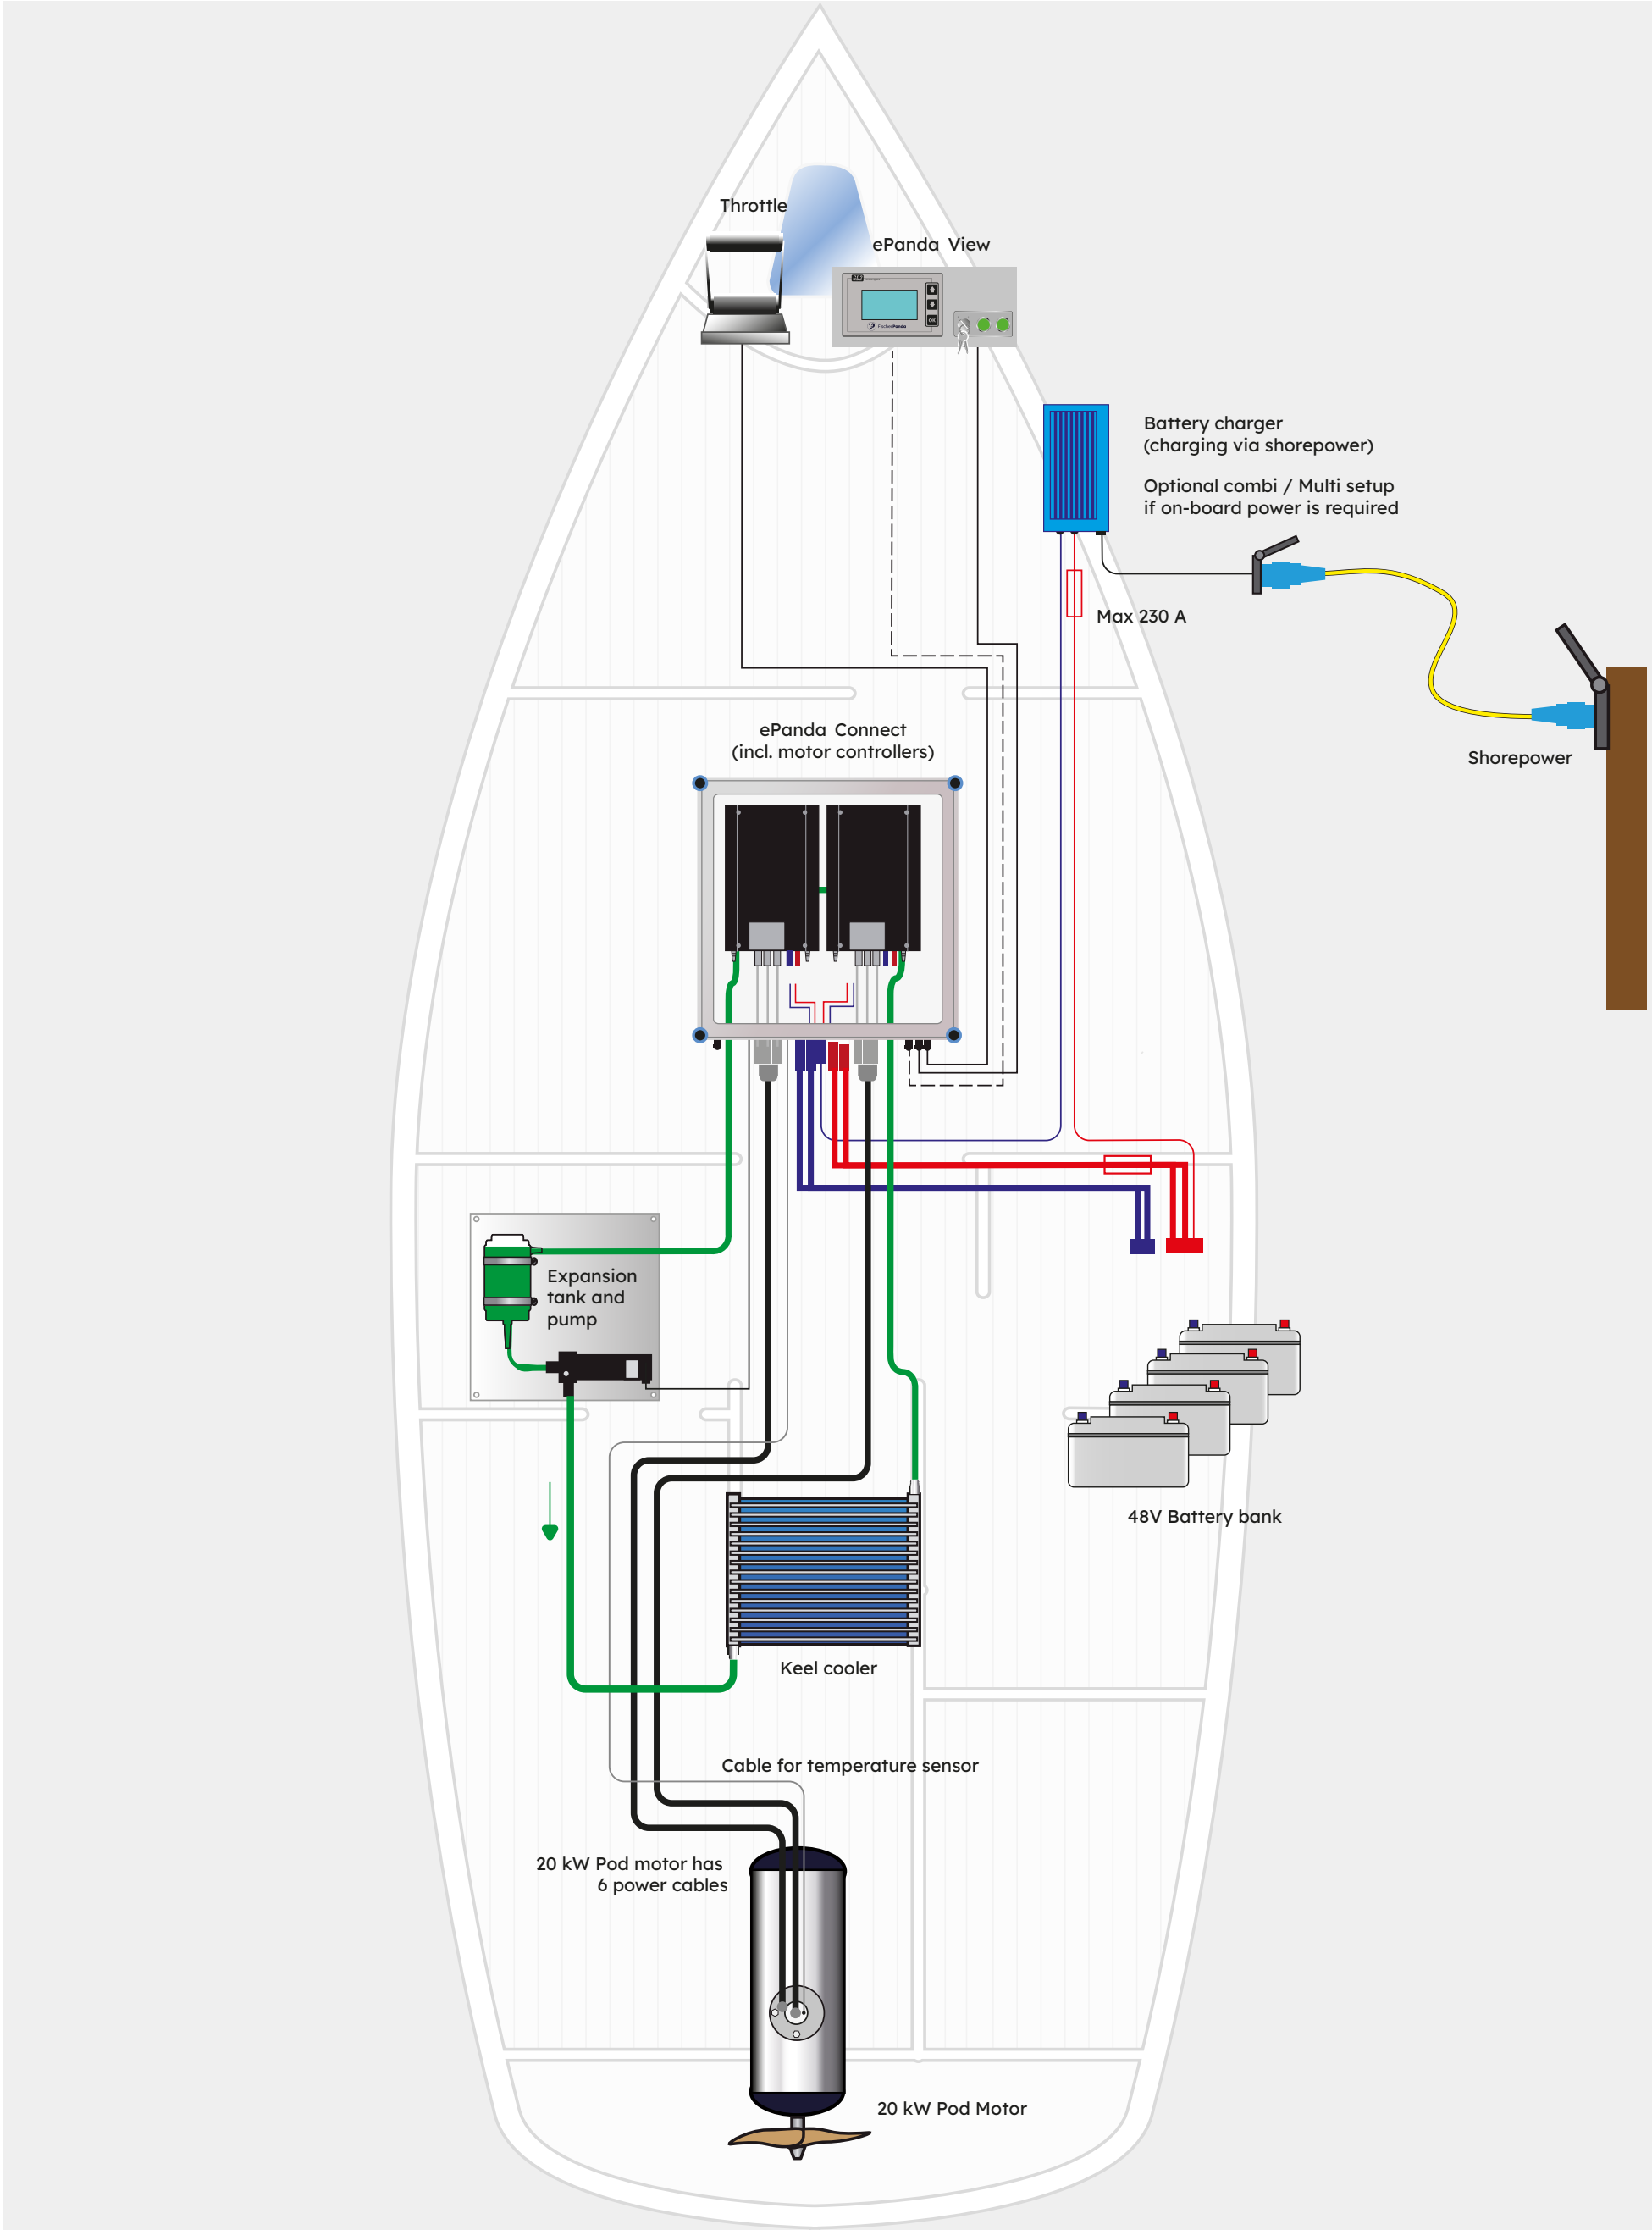 Throttle
ePanda View
OK
FischerPanda
Battery charger
(charging via shorepower)
Optional combi / Multi setup
if on-board power is required
Max 230 A
Shorepower
ePanda Connect
(incl. motor controllers)
Expansion
tank and
pump
48V Battery bank
Keel cooler
Cable for temperature sensor
20 kW Pod motor has
6 power cables
20 kW Pod Motor